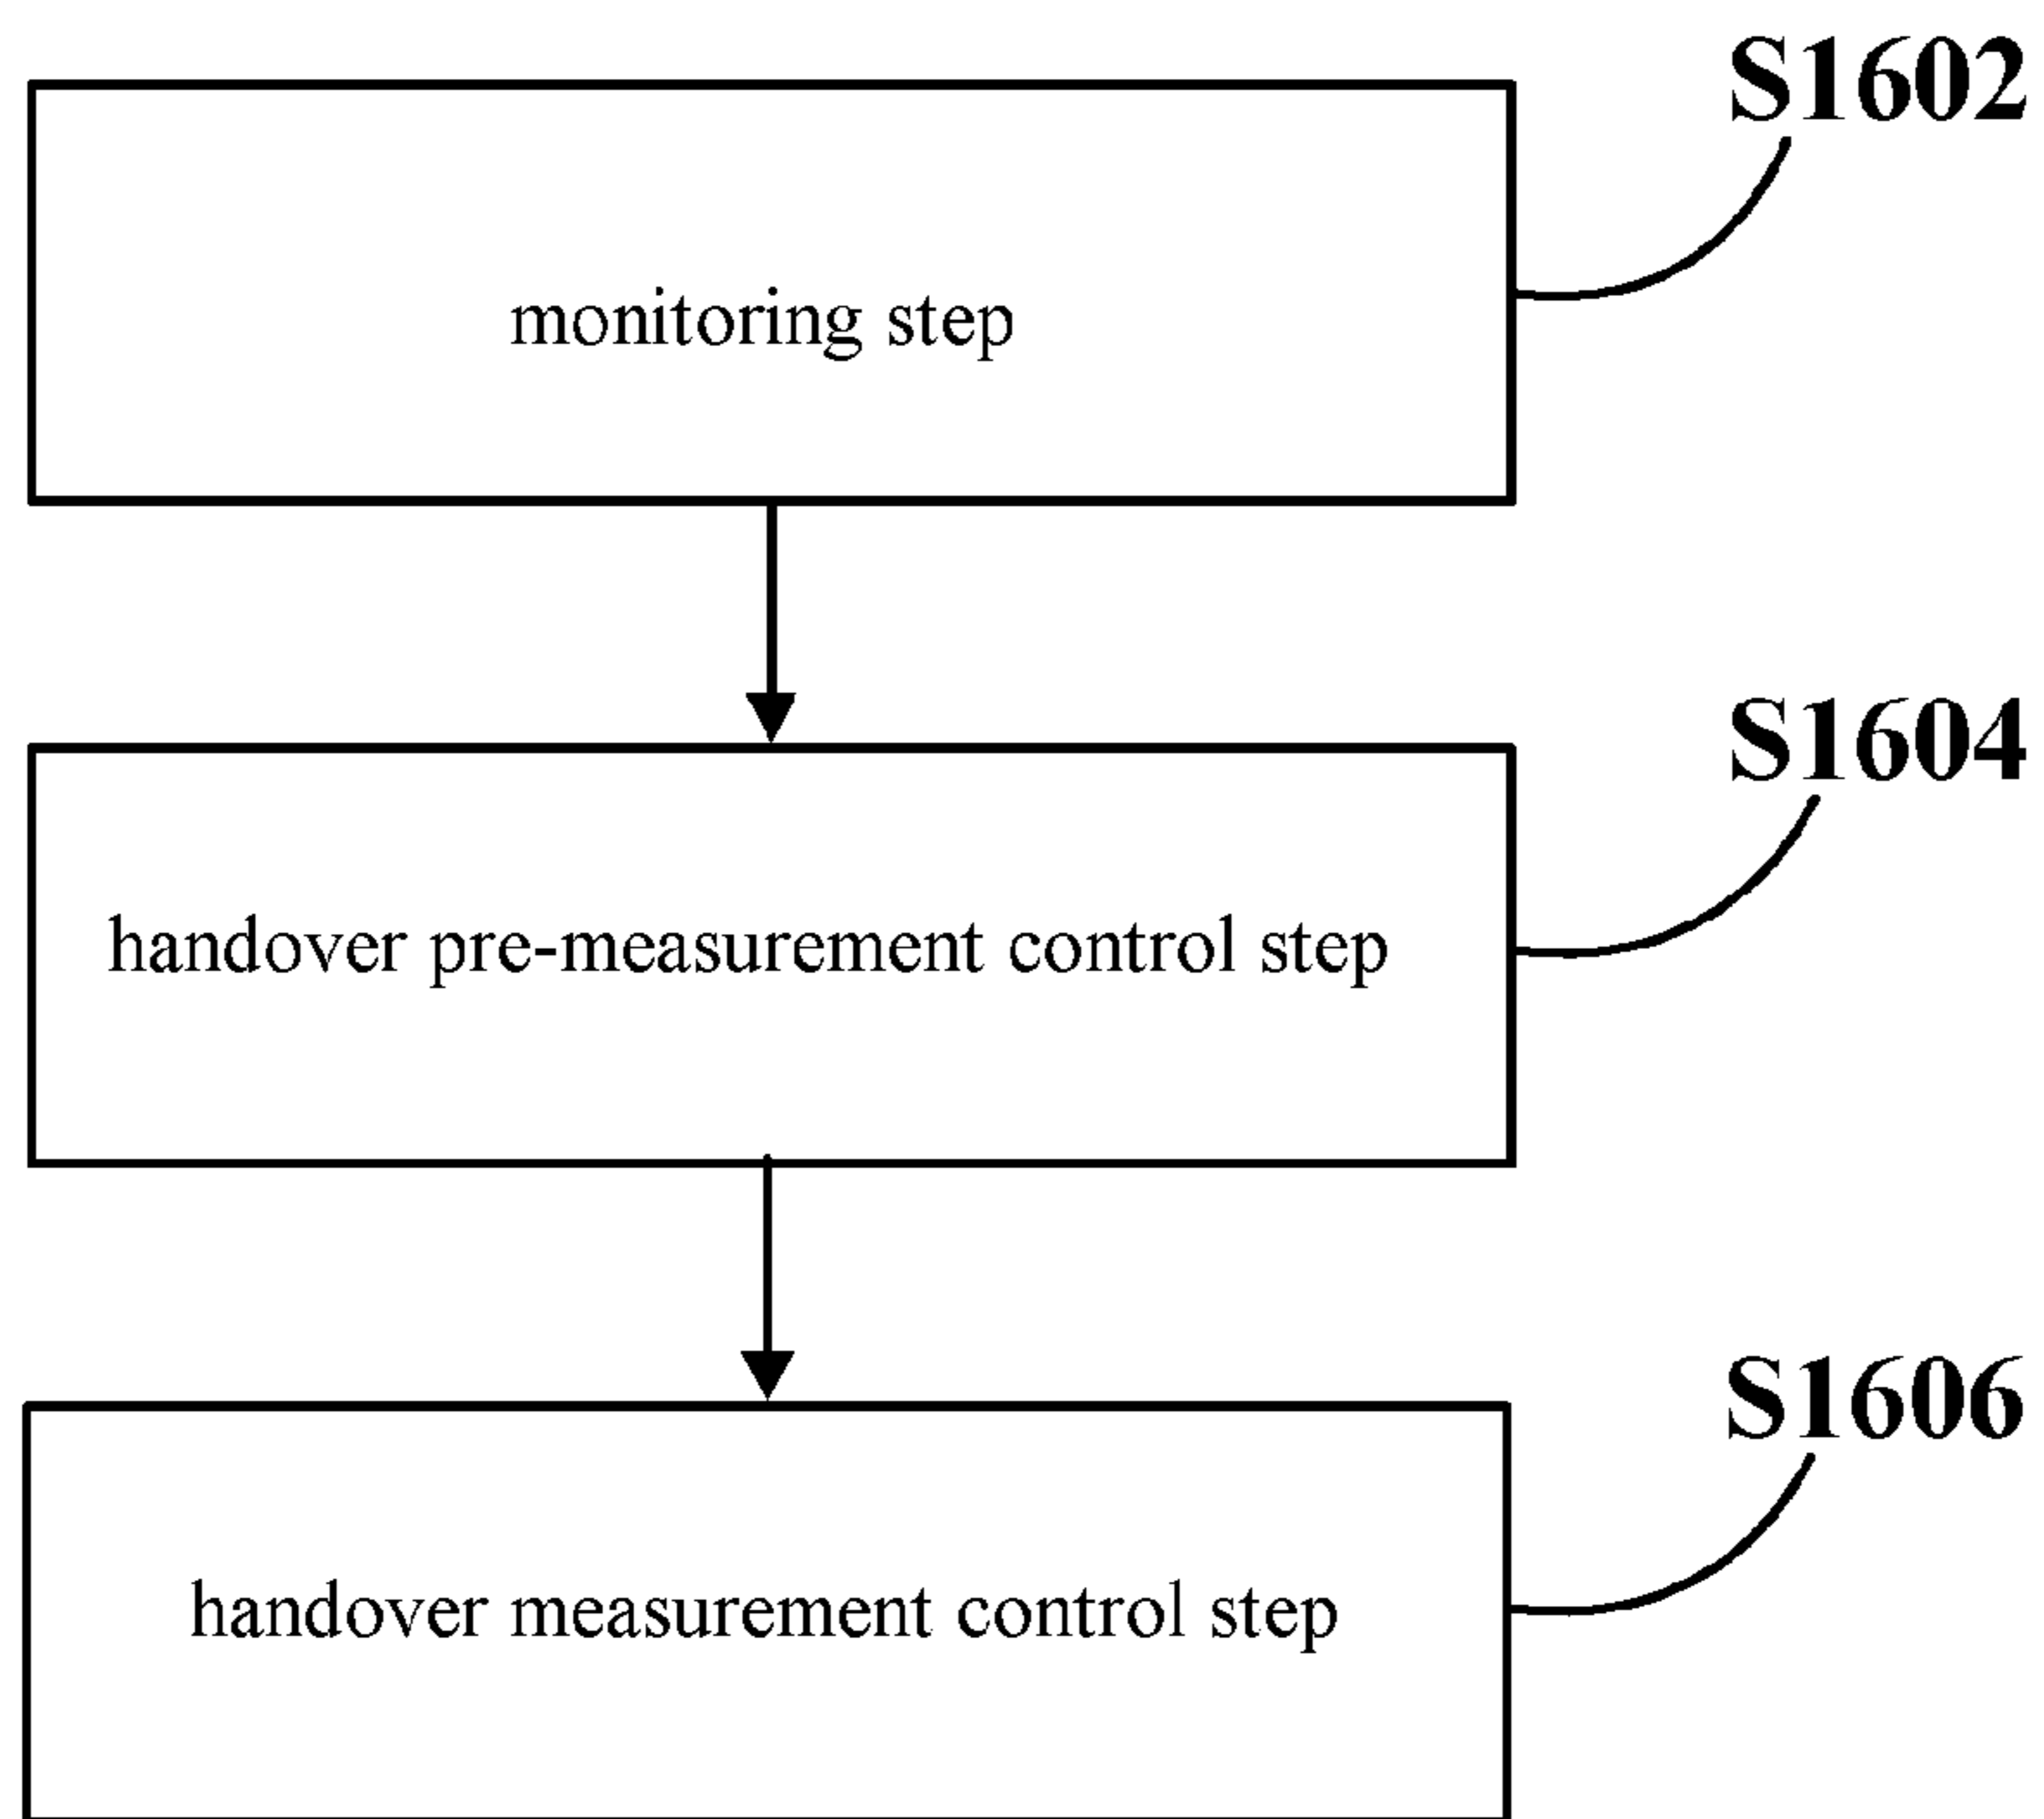 S1602
monitoring step
S1604
handover pre-measurement control step
S1606
handover measurement control step